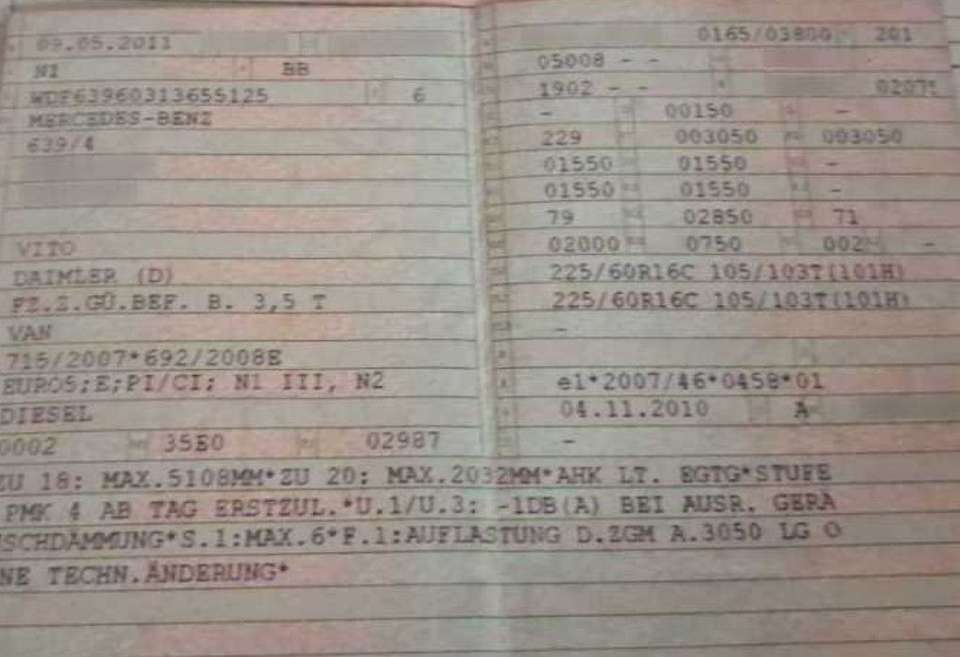 09.05.2011
N1 BB
WDF63960313655125 6
MERCEDES-BENZ
639/4
VITO
DAIMLER (D)
FZ.Z.GÜ.BEF. B. 3,5 T
VAN
715/2007*692/2008E
EURO5;E;PI/CI; N1 III, N2
DIESEL
0002 35E0 02987
0165/03800 201
05008 - -
1902 - -
- 00150 -
229 003050 003050
01550 01550 -
01550 01550 -
79 02850 71
02000 0750 002 -
225/60R16C 105/103T(101H)
225/60R16C 105/103T(101H)
-
e1*2007/46*0458*01
04.11.2010 A
-
ZU 18: MAX.5108MM*ZU 20: MAX.2032MM*AHK LT. EGTG*STUFE
PMK 4 AB TAG ERSTZUL.*U.1/U.3: -1DB(A) BEI AUSR. GERA
USCHDÄMMUNG*S.1:MAX.6*F.1:AUFLASTUNG D.ZGM A.3050 LG O
NE TECHN.ÄNDERUNG*